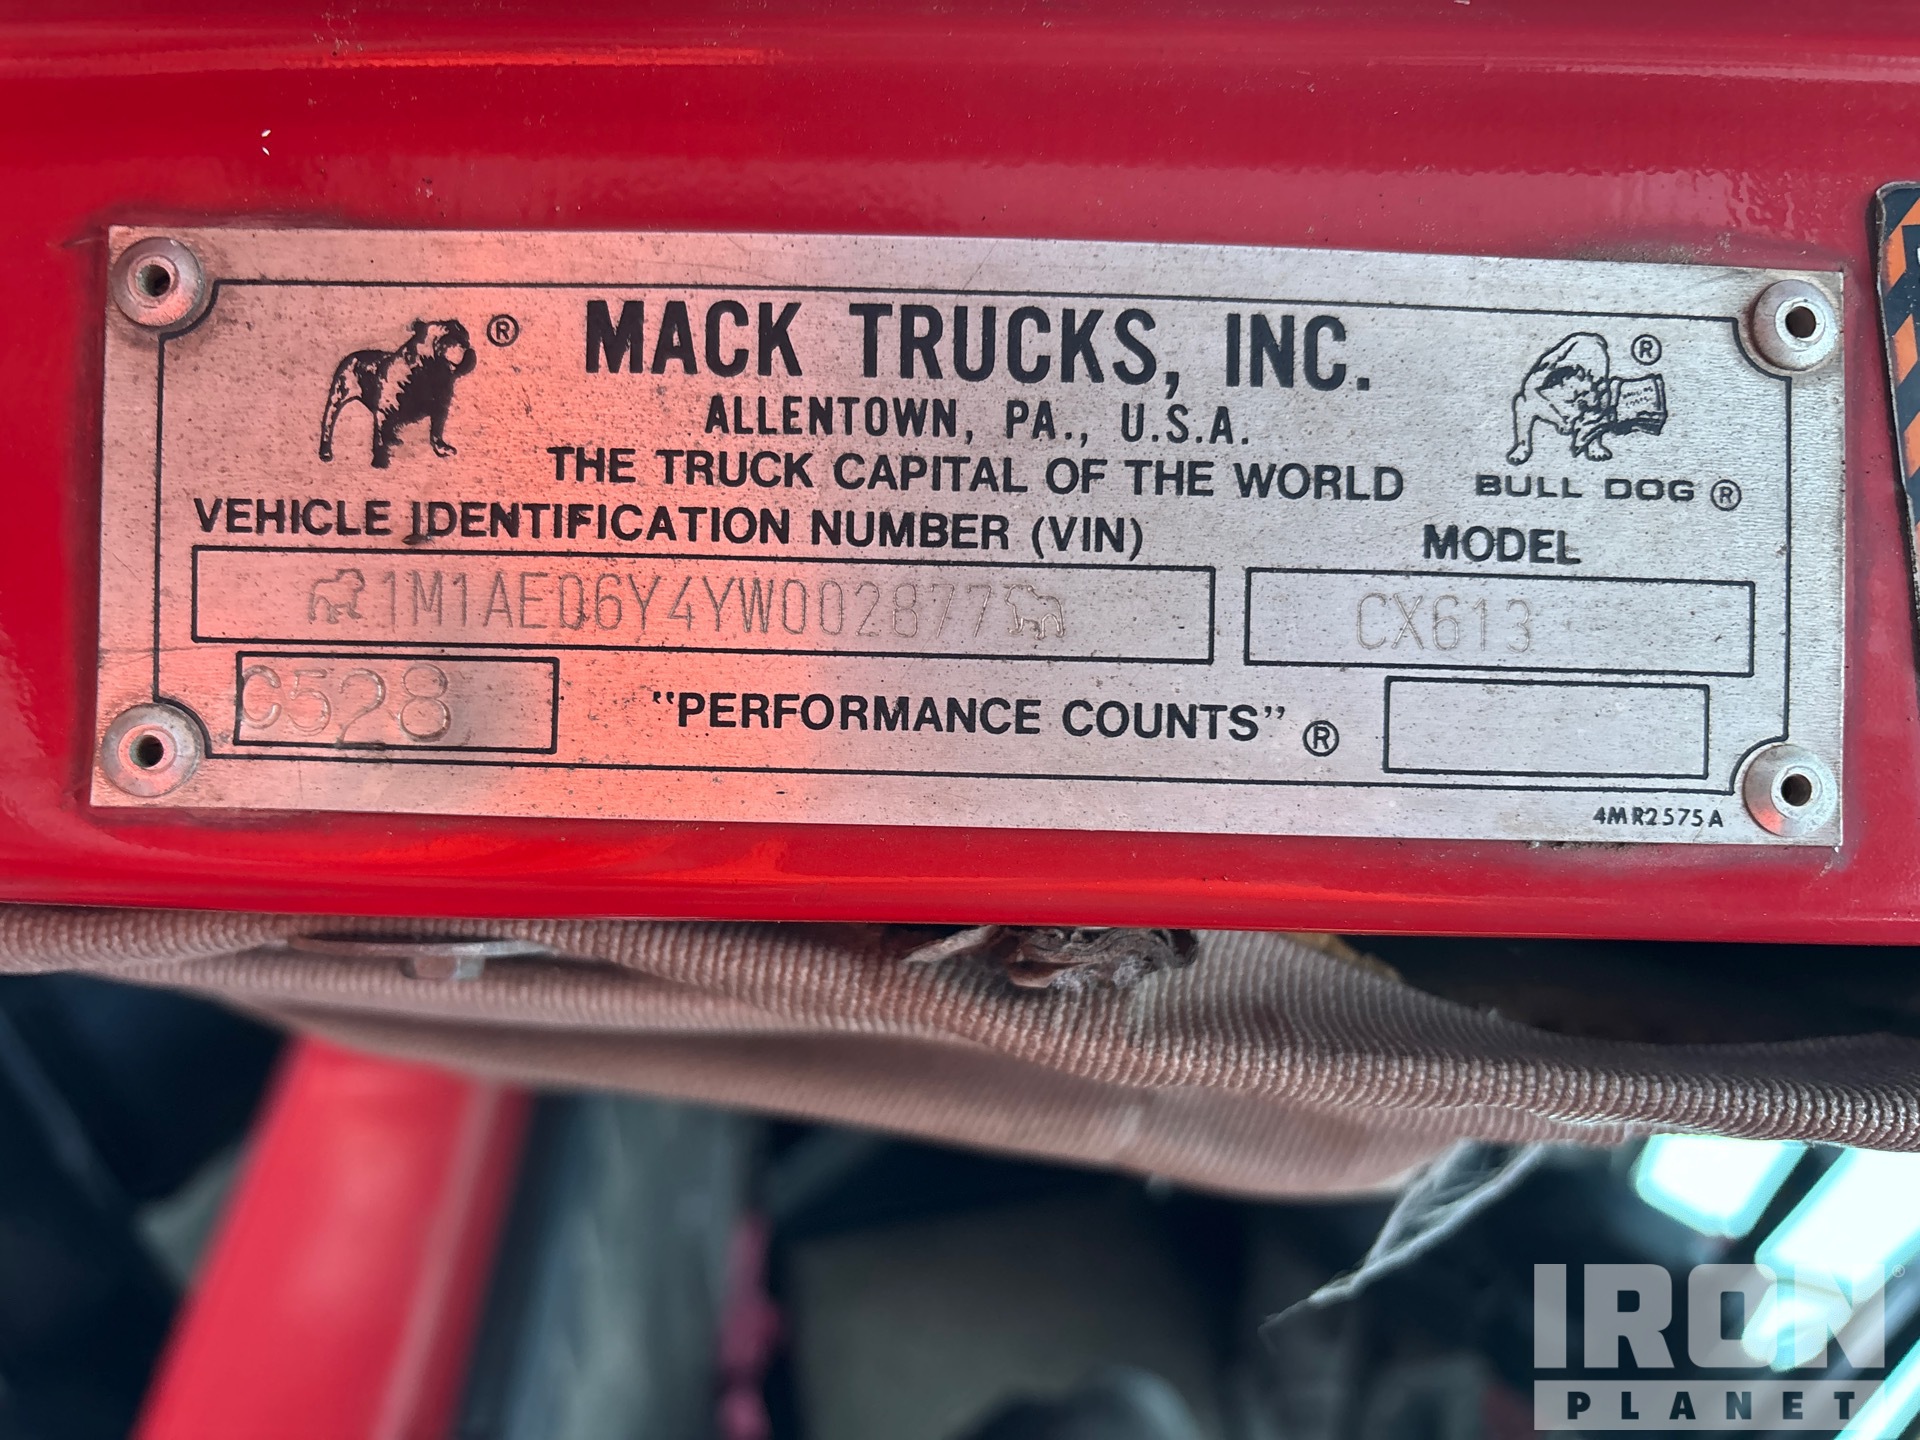 ® MACK TRUCKS, INC. ®
ALLENTOWN, PA., U.S.A.
THE TRUCK CAPITAL OF THE WORLD BULL DOG ®
VEHICLE IDENTIFICATION NUMBER (VIN) MODEL
1M1AE06Y4YW002877 CX613
C528 "PERFORMANCE COUNTS" ®
4MR2575A
IRON ®
PLANET